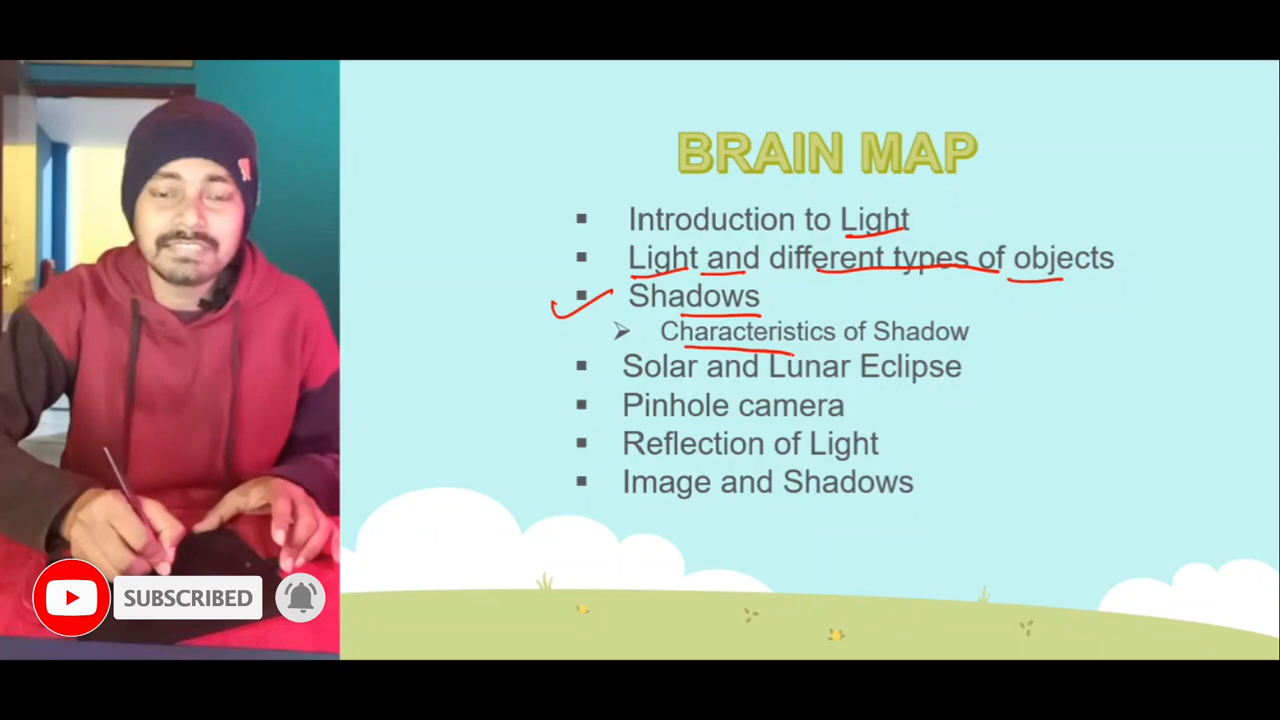 BRAIN MAP
▪ Introduction to Light
▪ Light and different types of objects
▪ Shadows
➢ Characteristics of Shadow
▪ Solar and Lunar Eclipse
▪ Pinhole camera
▪ Reflection of Light
▪ Image and Shadows
SUBSCRIBED